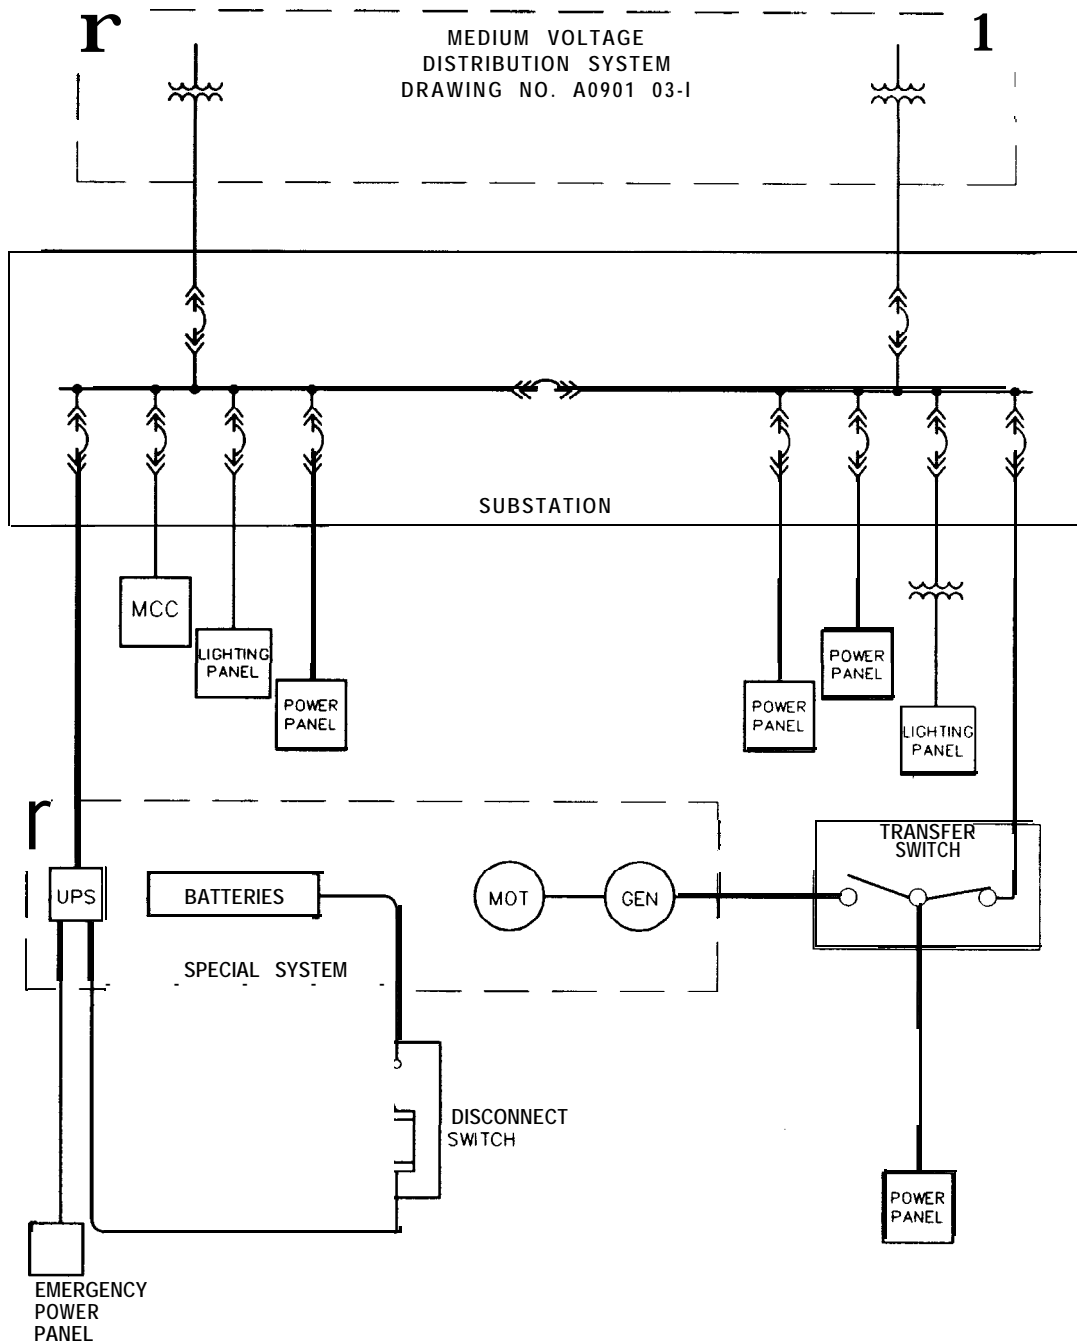 r
1
MEDIUM VOLTAGE
DISTRIBUTION SYSTEM
DRAWING NO. A0901 03-I
SUBSTATION
MCC
LIGHTING
PANEL
POWER
PANEL
POWER
PANEL
POWER
PANEL
LIGHTING
PANEL
r
TRANSFER
SWITCH
UPS
BATTERIES
MOT
GEN
SPECIAL SYSTEM
DISCONNECT
SWITCH
POWER
PANEL
EMERGENCY
POWER
PANEL